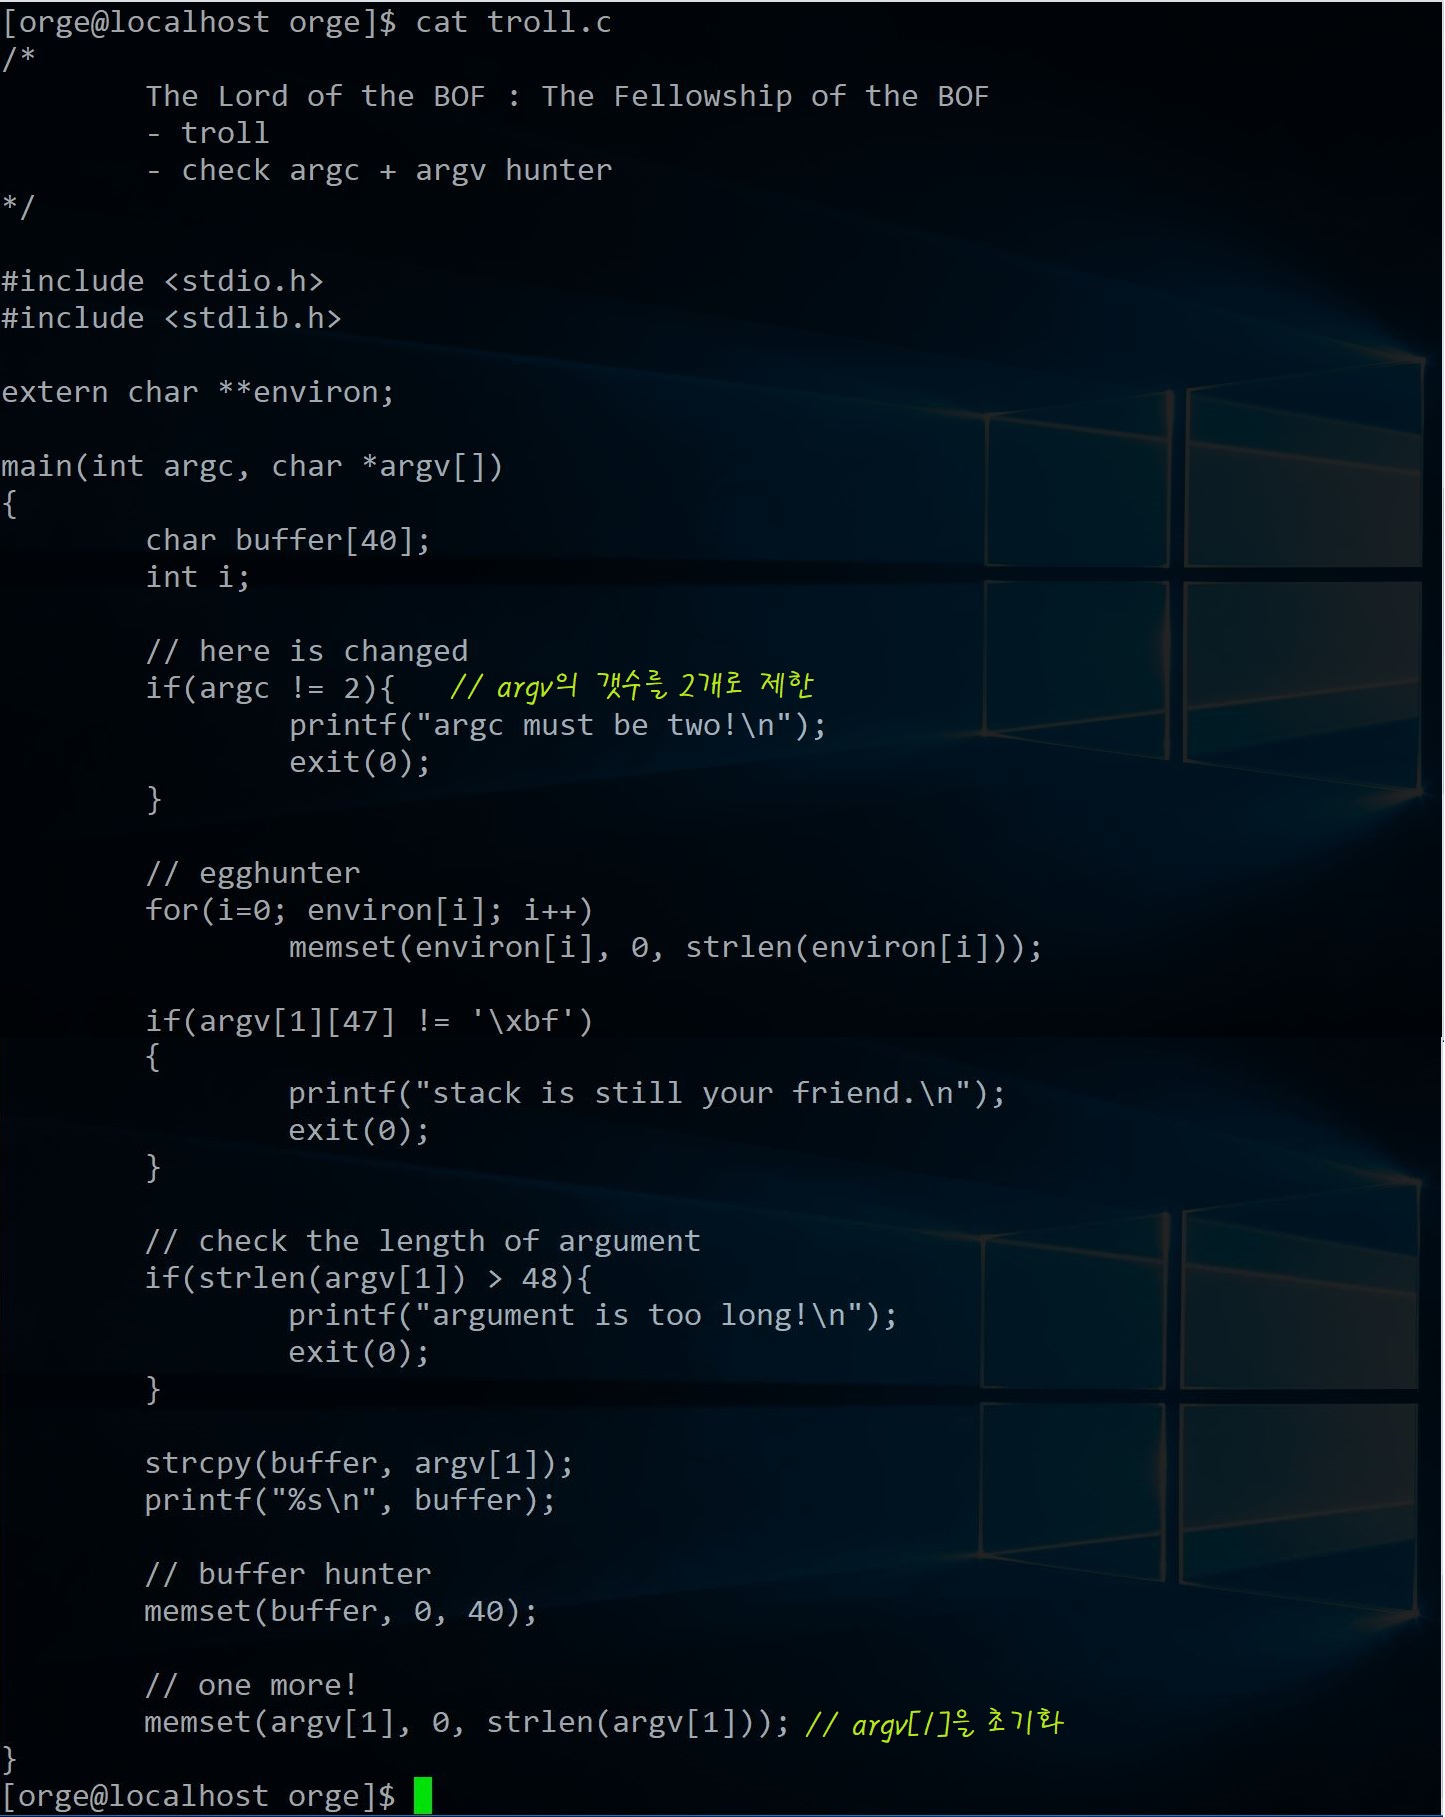 [orge@localhost orge]$ cat troll.c
/*
        The Lord of the BOF : The Fellowship of the BOF
        - troll
        - check argc + argv hunter
*/

#include <stdio.h>
#include <stdlib.h>

extern char **environ;

main(int argc, char *argv[])
{
        char buffer[40];
        int i;

        // here is changed
        if(argc != 2){   // argv의 갯수를 2개로 제한
                printf("argc must be two!\n");
                exit(0);
        }

        // egghunter
        for(i=0; environ[i]; i++)
                memset(environ[i], 0, strlen(environ[i]));

        if(argv[1][47] != '\xbf')
        {
                printf("stack is still your friend.\n");
                exit(0);
        }

        // check the length of argument
        if(strlen(argv[1]) > 48){
                printf("argument is too long!\n");
                exit(0);
        }

        strcpy(buffer, argv[1]);
        printf("%s\n", buffer);

        // buffer hunter
        memset(buffer, 0, 40);

        // one more!
        memset(argv[1], 0, strlen(argv[1])); // argv[1]을 초기화
}
[orge@localhost orge]$